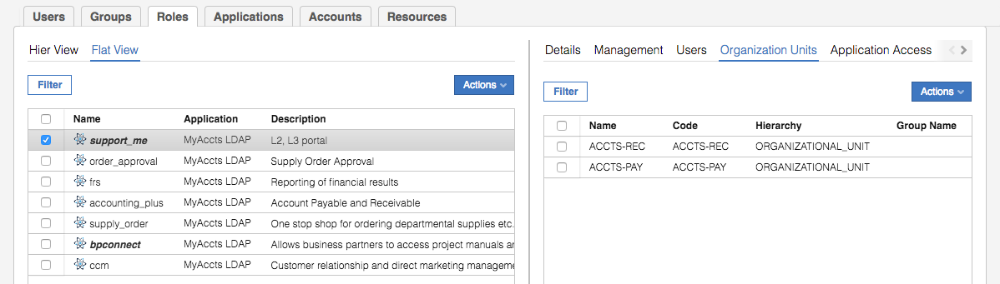 Users Groups Roles Applications Accounts Resources
Hier View Flat View
Filter Actions
Name Application Description
support_me MyAccts LDAP L2, L3 portal
order_approval MyAccts LDAP Supply Order Approval
frs MyAccts LDAP Reporting of financial results
accounting_plus MyAccts LDAP Account Payable and Receivable
supply_order MyAccts LDAP One stop shop for ordering departmental supplies etc.
bpconnect MyAccts LDAP Allows business partners to access project manuals
ccm MyAccts LDAP Customer relationship and direct marketing
Details Management Users Organization Units Application Access
Filter Actions
Name Code Hierarchy Group Name
ACCTS-REC ACCTS-REC ORGANIZATIONAL_UNIT
ACCTS-PAY ACCTS-PAY ORGANIZATIONAL_UNIT